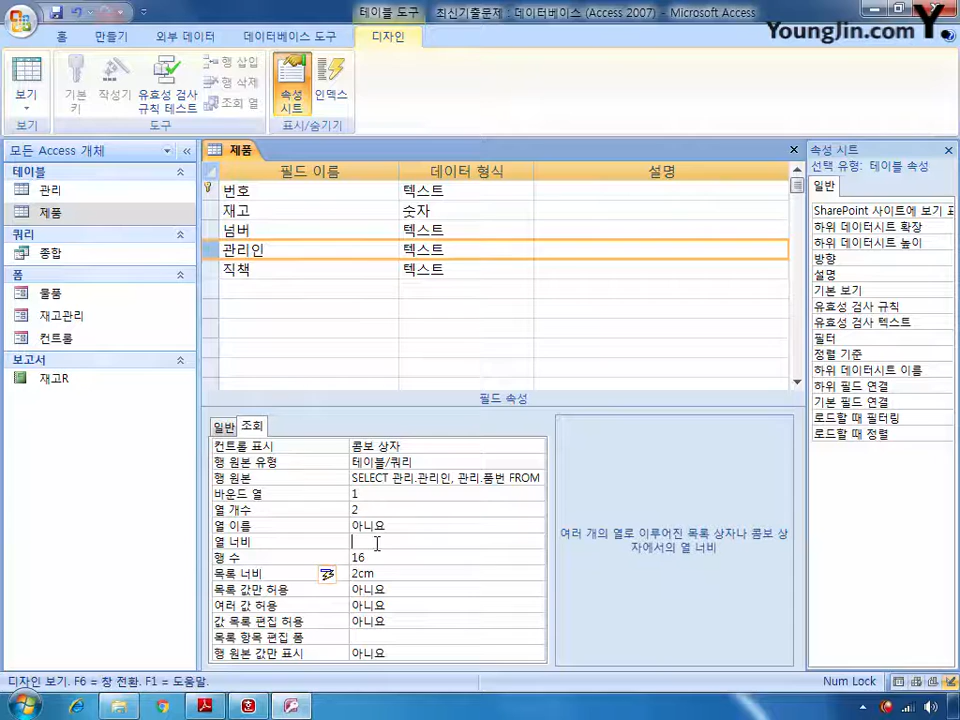 테이블 도구
최신기출문제 : 데이터베이스 (Access 2007) - Microsoft Access
YoungJin.com Y.
홈 만들기 외부 데이터 데이터베이스 도구 디자인
보기
기본 키
작성기
유효성 검사 규칙 테스트
행 삽입
행 삭제
조회 열
속성 시트
인덱스
보기 도구 표시/숨기기
모든 Access 개체
테이블
관리
제품
쿼리
종합
폼
물품
재고관리
컨트롤
보고서
재고R
제품
필드 이름 데이터 형식 설명
번호 텍스트
재고 숫자
넘버 텍스트
관리인 텍스트
직책 텍스트
필드 속성
일반 조회
컨트롤 표시 콤보 상자
행 원본 유형 테이블/쿼리
행 원본 SELECT 관리.관리인, 관리.품번 FROM
바운드 열 1
열 개수 2
열 이름 아니요
열 너비
행 수 16
목록 너비 2cm
목록 값만 허용 아니요
여러 값 허용 아니요
값 목록 편집 허용 아니요
목록 항목 편집 폼
행 원본 값만 표시 아니요
여러 개의 열로 이루어진 목록 상자나 콤보 상
자에서의 열 너비
속성 시트
선택 유형: 테이블 속성
일반
SharePoint 사이트에 보기 
하위 데이터시트 확장
하위 데이터시트 높이
방향
설명
기본 보기
유효성 검사 규칙
유효성 검사 텍스트
필터
정렬 기준
하위 데이터시트 이름
하위 필드 연결
기본 필드 연결
로드할 때 필터링
로드할 때 정렬
디자인 보기. F6 = 창 전환. F1 = 도움말.
Num Lock